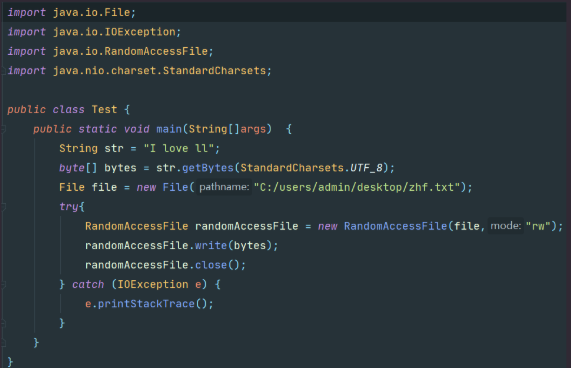 import java.io.File;
import java.io.IOException;
import java.io.RandomAccessFile;
import java.nio.charset.StandardCharsets;
public class Test {
public static void main(String[]args)  {
String str = "I love ll";
byte[] bytes = str.getBytes(StandardCharsets.UTF_8);
File file = new File( pathname: "C:/users/admin/desktop/zhf.txt");
try{
RandomAccessFile randomAccessFile = new RandomAccessFile(file, mode: "rw");
randomAccessFile.write(bytes);
randomAccessFile.close();
} catch (IOException e) {
e.printStackTrace();
}
}
}